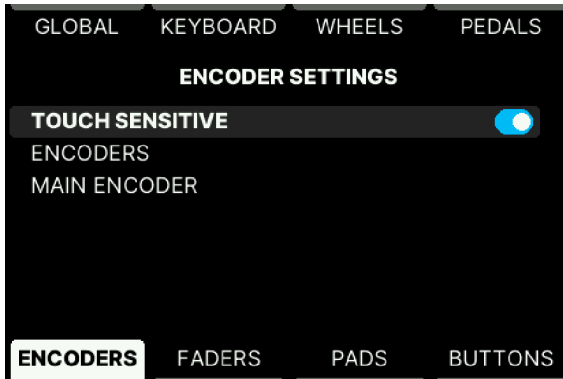 GLOBAL KEYBOARD WHEELS PEDALS
ENCODER SETTINGS
TOUCH SENSITIVE
ENCODERS
MAIN ENCODER
ENCODERS FADERS PADS BUTTONS